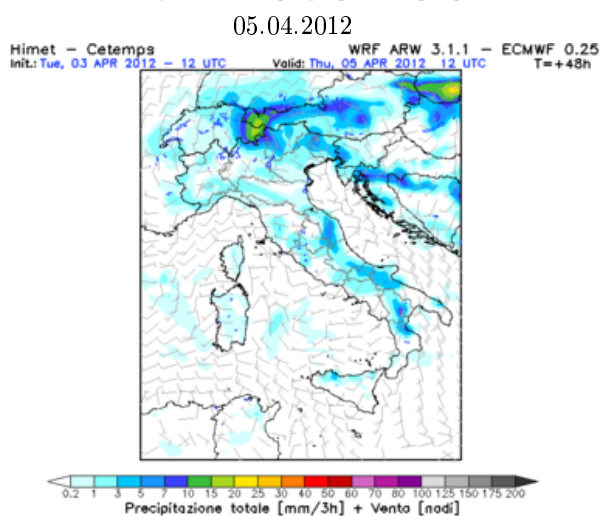 05.04.2012
Himet - Cetemps WRF ARW 3.1.1 - ECMWF 0.25
Init.: Tue, 03 APR 2012 - 12 UTC Valid: Thu, 05 APR 2012 12 UTC T=+48h
0.2 1 3 5 7 10 15 20 25 30 40 50 60 70 80 100 125 150 175 200
Precipitazione totale [mm/3h] + Vento [nodi]